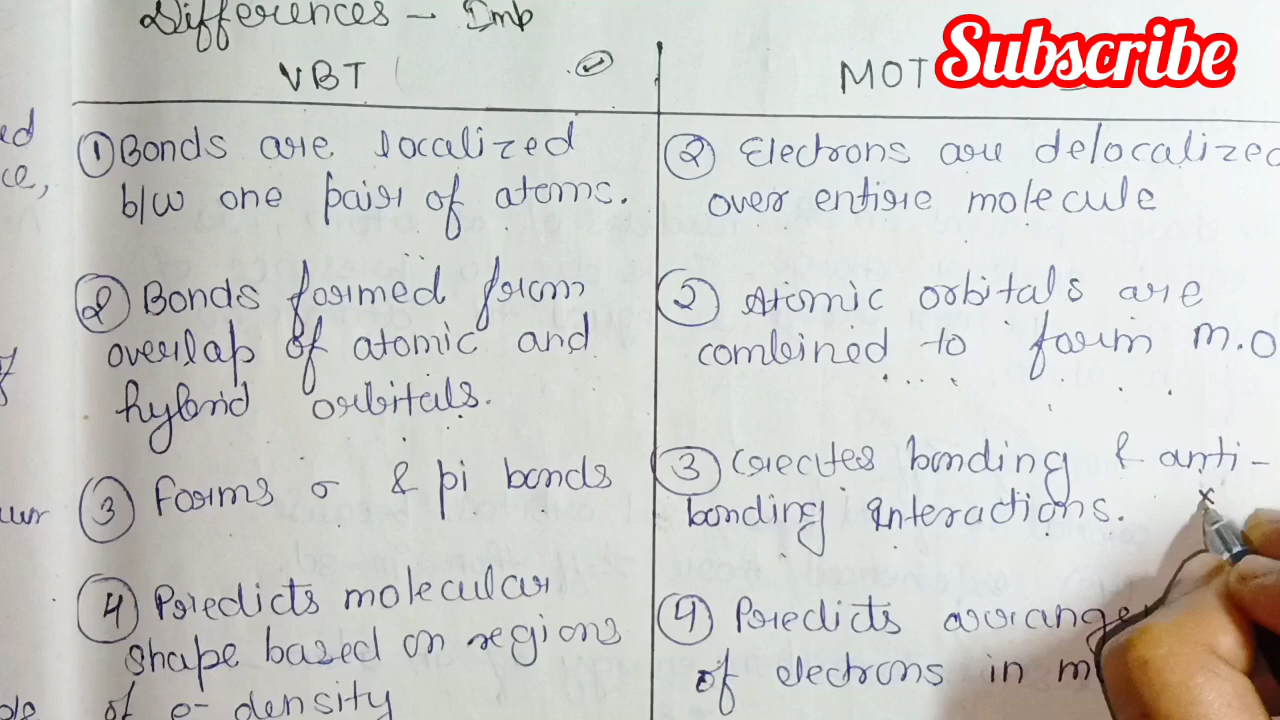 Differences - Imp
VBT
MOT
Subscribe
① Bonds are localized
b/w one pair of atoms.
② Bonds formed from
overlap of atomic and
hybrid orbitals.
③ Forms σ & pi bonds
④ Predicts molecular
shape based on regions
of e- density
② Electrons are delocalized
over entire molecule
② Atomic orbitals are
combined to form M.O
③ Creates bonding & anti-
bonding interactions.
④ Predicts arrange
of electrons in m
ed
ce,